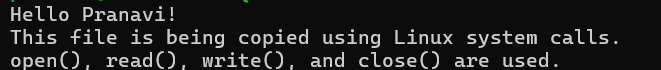 Hello Pranavi!
This file is being copied using Linux system calls.
open(), read(), write(), and close() are used.